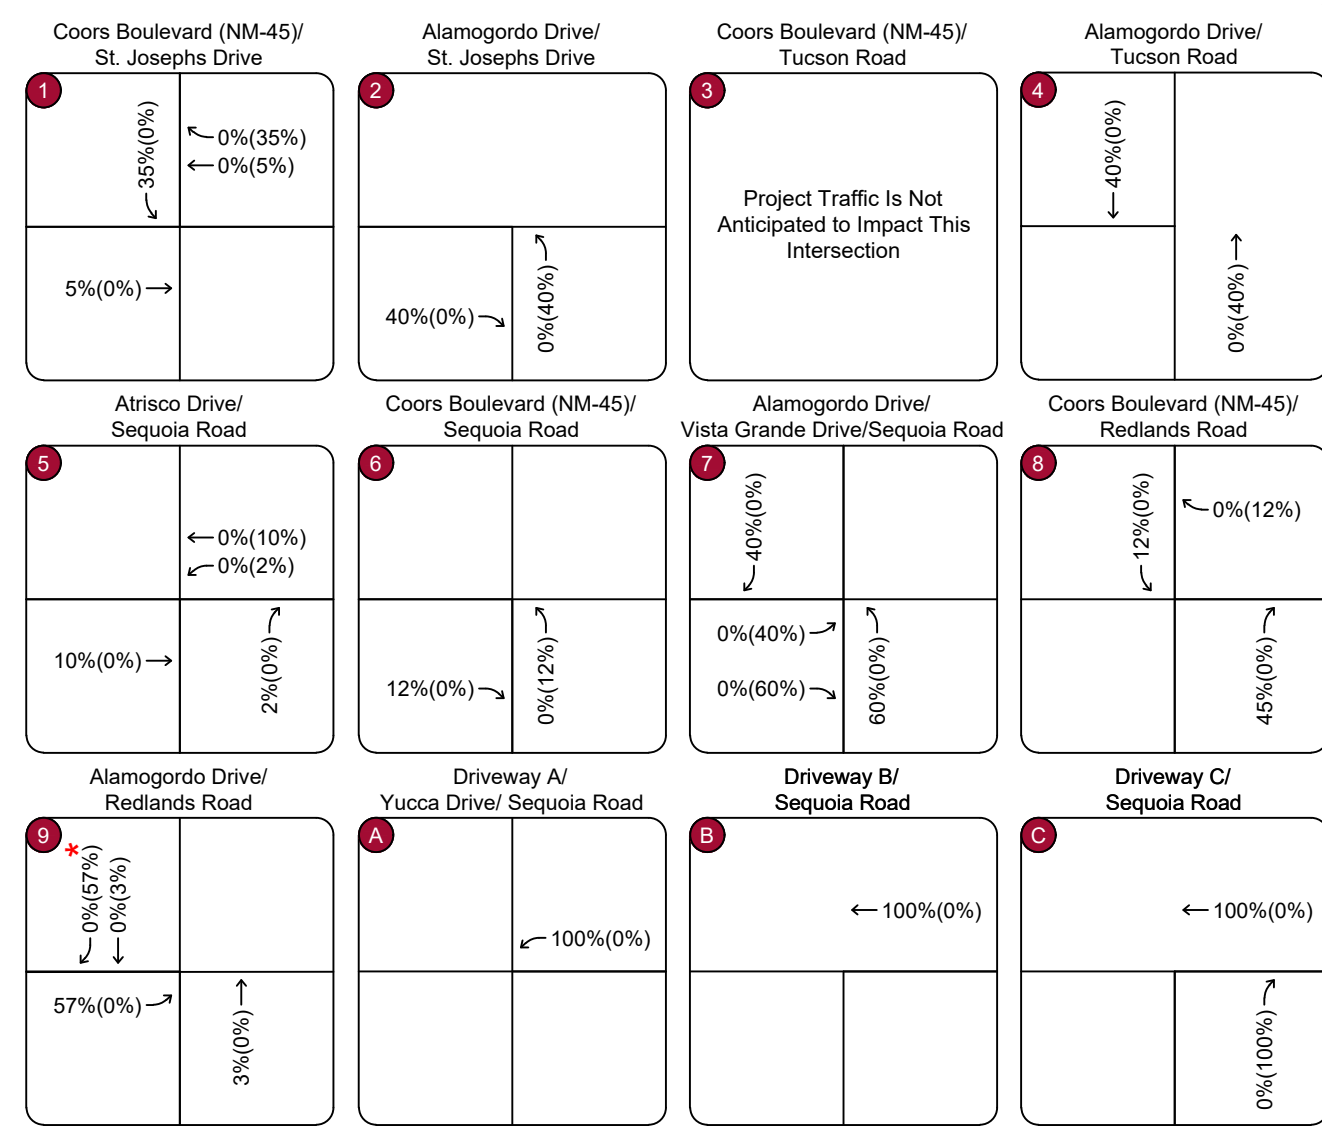 Coors Boulevard (NM-45)/
St. Josephs Drive
1
35%(0%)
0%(35%)
0%(5%)
5%(0%)
Alamogordo Drive/
St. Josephs Drive
2
40%(0%)
0%(40%)
Coors Boulevard (NM-45)/
Tucson Road
3
Project Traffic Is Not
Anticipated to Impact This
Intersection
Alamogordo Drive/
Tucson Road
4
40%(0%)
0%(40%)
Atrisco Drive/
Sequoia Road
5
0%(10%)
0%(2%)
10%(0%)
2%(0%)
Coors Boulevard (NM-45)/
Sequoia Road
6
12%(0%)
0%(12%)
Alamogordo Drive/
Vista Grande Drive/Sequoia Road
7
40%(0%)
0%(40%)
0%(60%)
60%(0%)
Coors Boulevard (NM-45)/
Redlands Road
8
12%(0%)
0%(12%)
45%(0%)
Alamogordo Drive/
Redlands Road
9
*
0%(57%)
0%(3%)
57%(0%)
3%(0%)
Driveway A/
Yucca Drive/ Sequoia Road
A
100%(0%)
Driveway B/
Sequoia Road
B
100%(0%)
Driveway C/
Sequoia Road
C
100%(0%)
0%(100%)